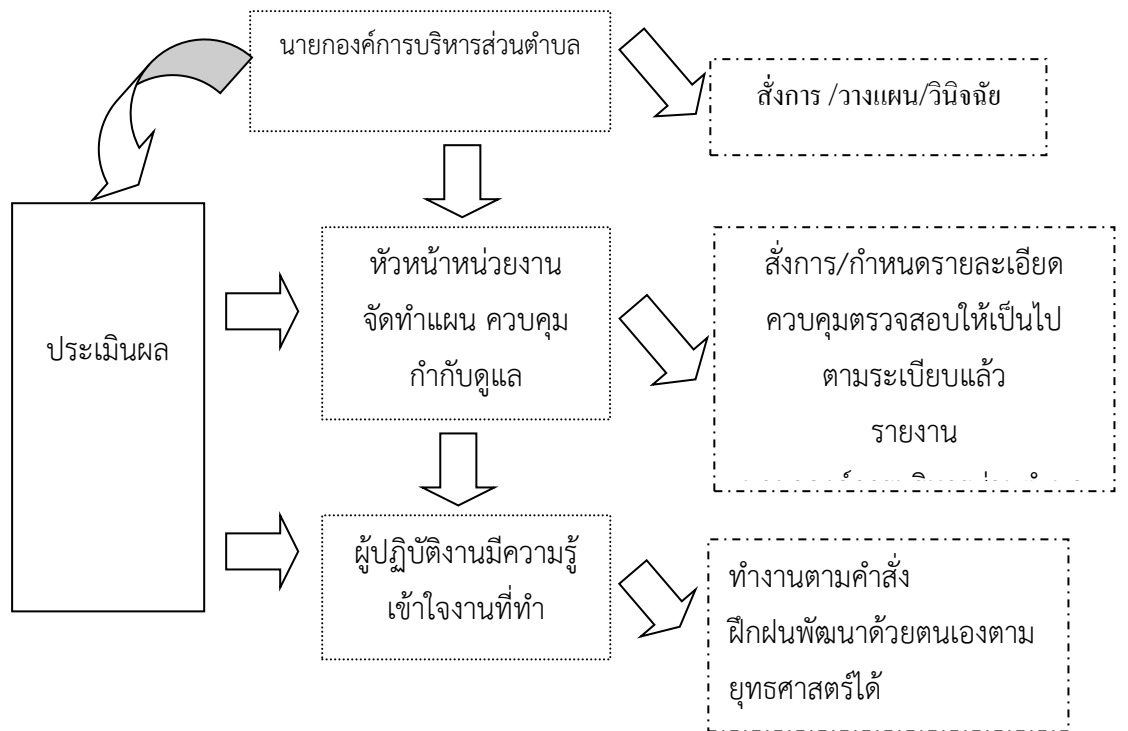 นายกองค์การบริหารส่วนตำบล
สั่งการ /วางแผน/วินิจฉัย
ประเมินผล
หัวหน้าหน่วยงาน
จัดทำแผน ควบคุม
กำกับดูแล
สั่งการ/กำหนดรายละเอียด
ควบคุมตรวจสอบให้เป็นไป
ตามระเบียบแล้ว
รายงาน
ผู้ปฏิบัติงานมีความรู้
เข้าใจงานที่ทำ
ทำงานตามคำสั่ง
ฝึกฝนพัฒนาด้วยตนเองตาม
ยุทธศาสตร์ได้